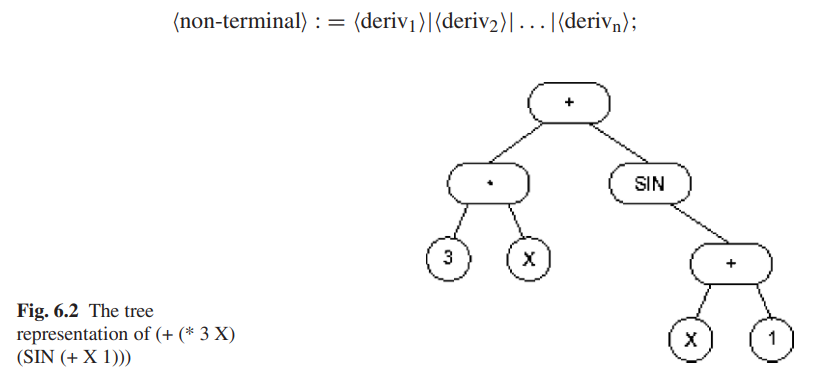 ⟨non-terminal⟩ : = ⟨deriv₁⟩|⟨deriv₂⟩| . . . |⟨derivₙ⟩;
+
* SIN
3 X +
X 1
Fig. 6.2 The tree
representation of (+ (* 3 X)
(SIN (+ X 1)))